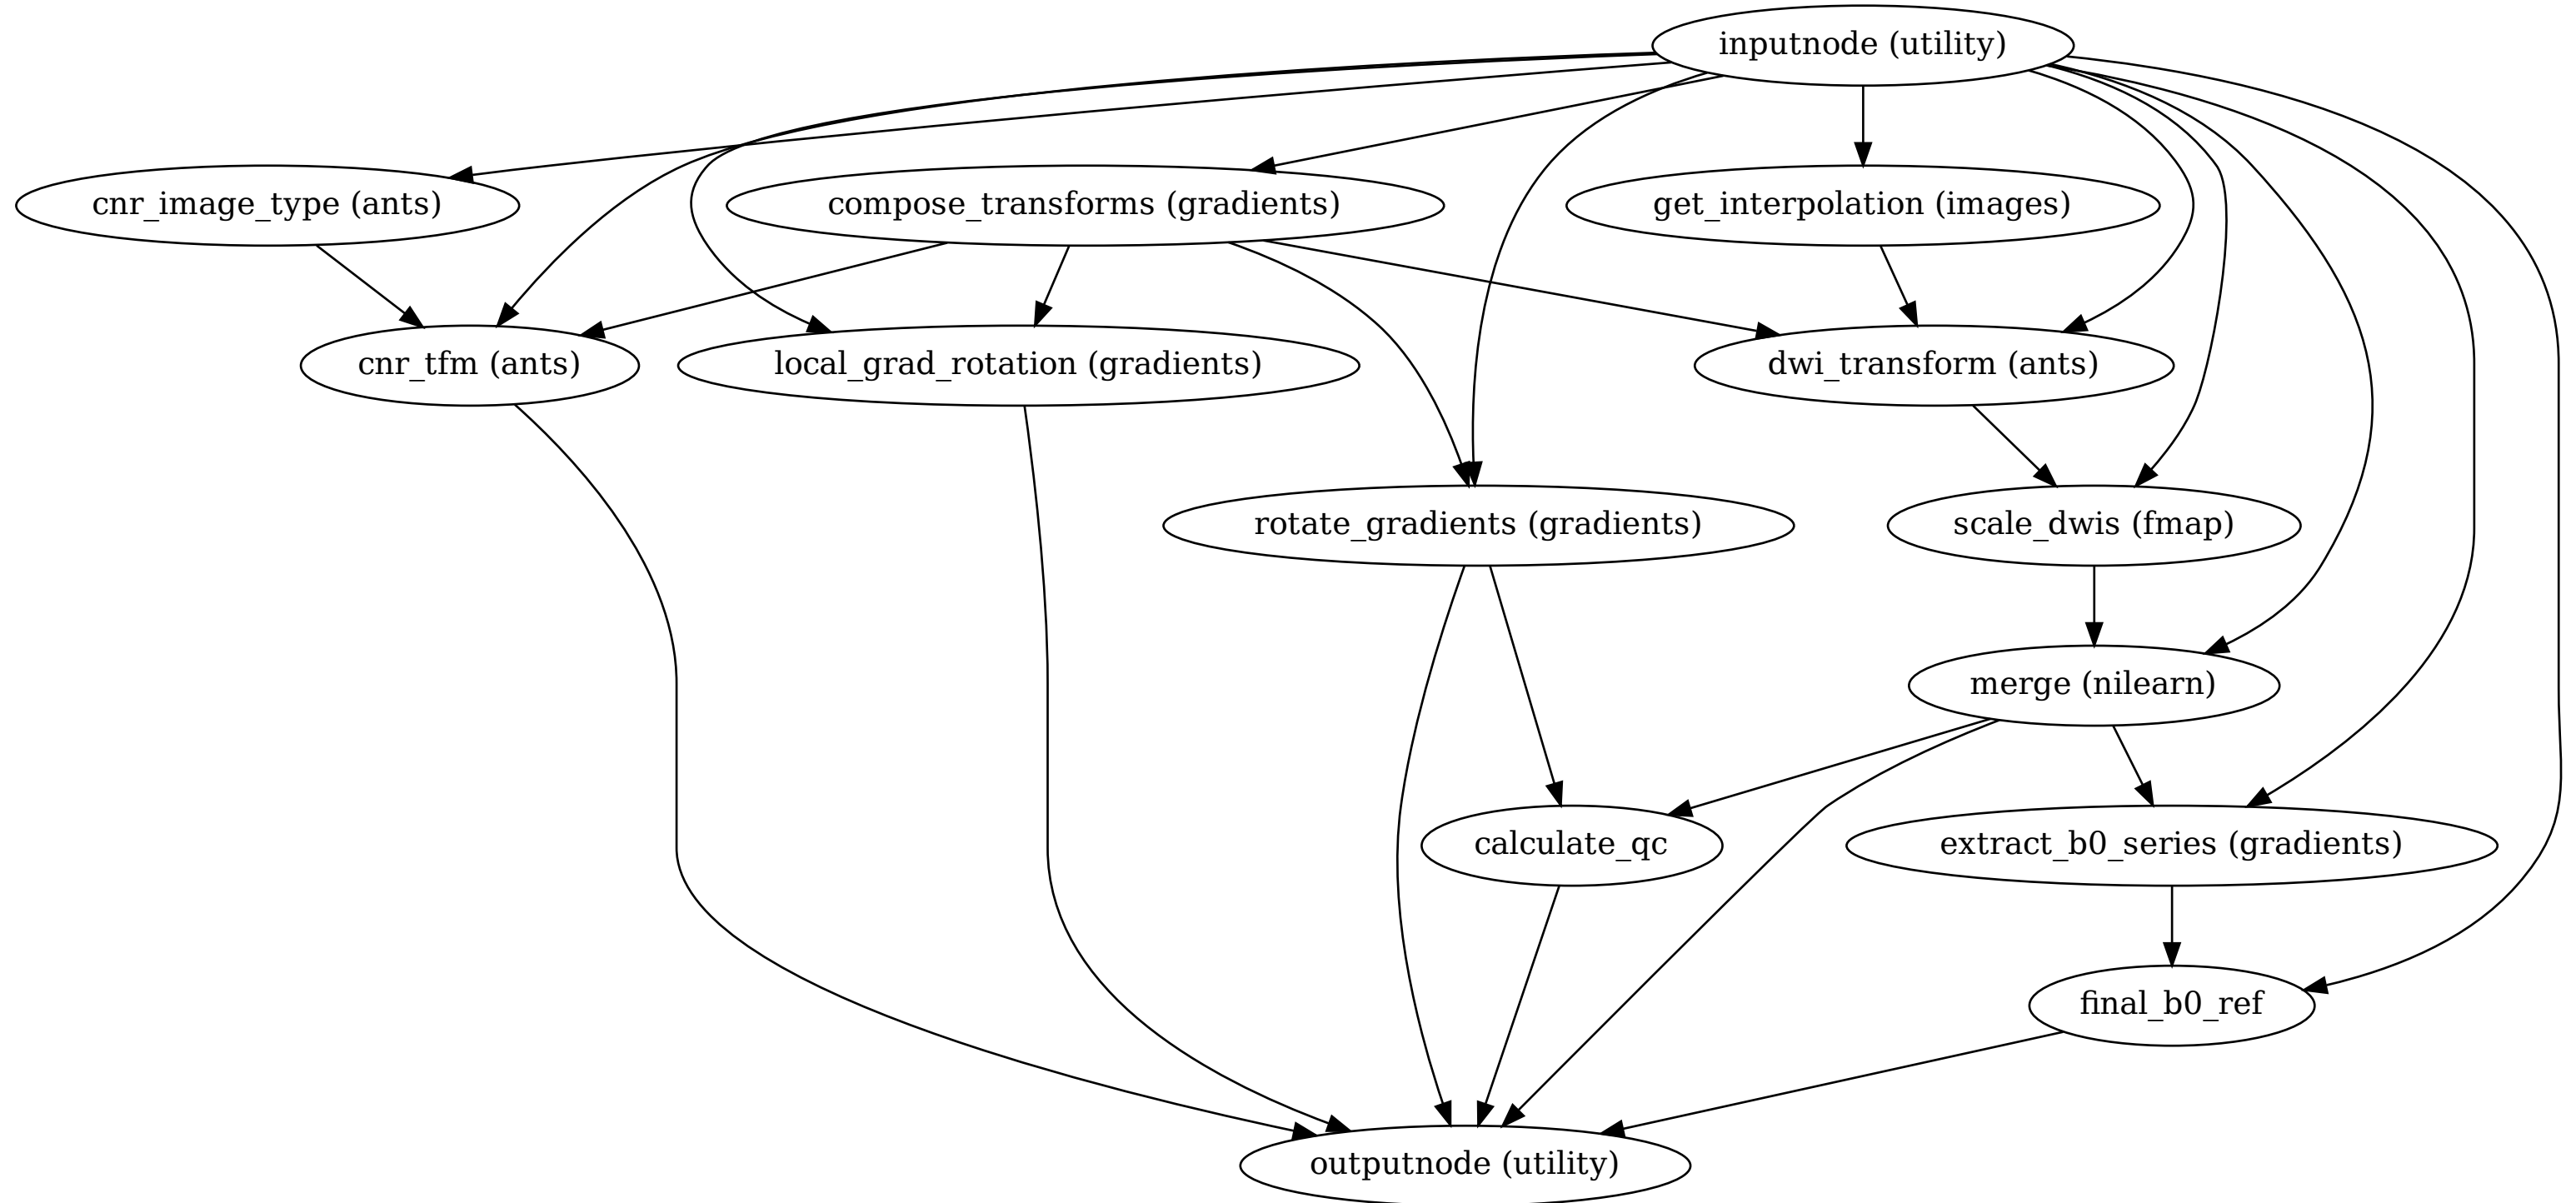 inputnode (utility)
cnr_image_type (ants)
compose_transforms (gradients)
get_interpolation (images)
cnr_tfm (ants)
local_grad_rotation (gradients)
dwi_transform (ants)
rotate_gradients (gradients)
scale_dwis (fmap)
merge (nilearn)
calculate_qc
extract_b0_series (gradients)
final_b0_ref
outputnode (utility)